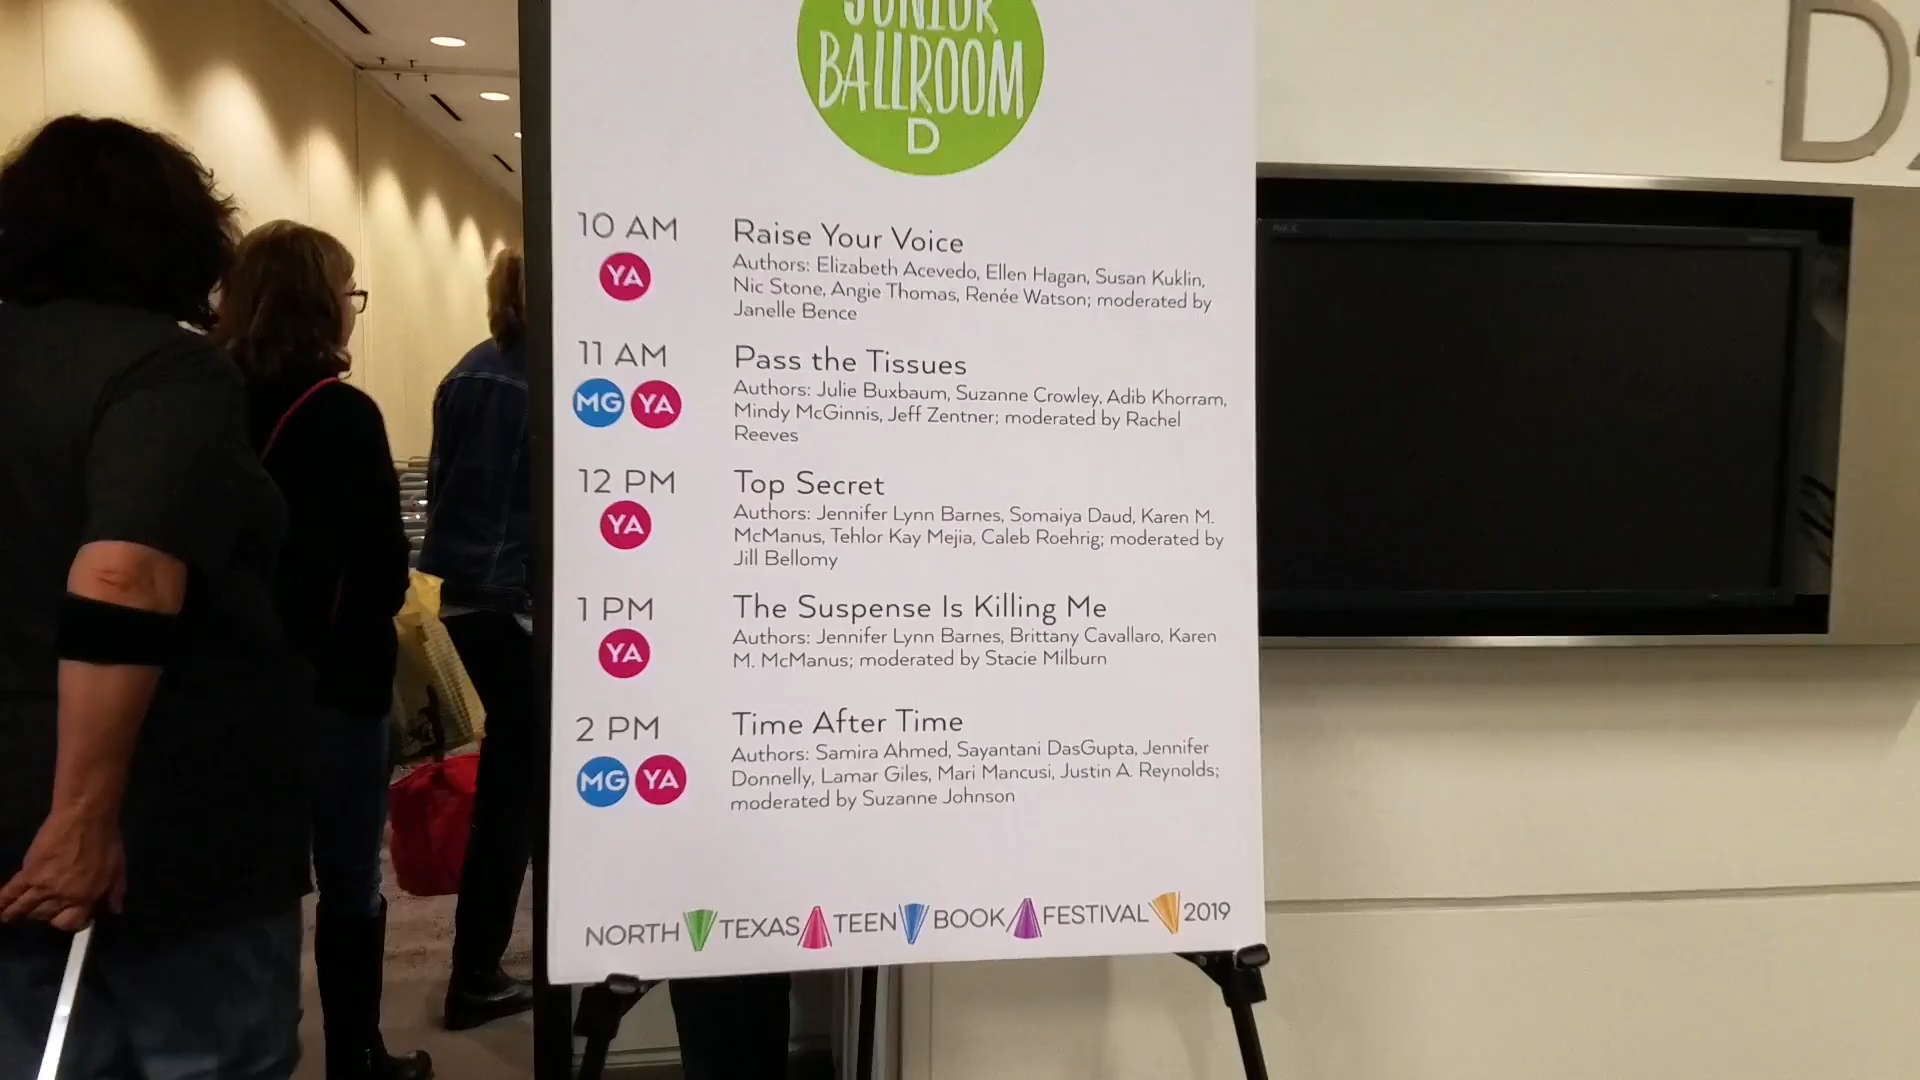 JUNIOR
BALLROOM
D
10 AM
YA
Raise Your Voice
Authors: Elizabeth Acevedo, Ellen Hagan, Susan Kuklin,
Nic Stone, Angie Thomas, Renée Watson; moderated by
Janelle Bence
11 AM
MG YA
Pass the Tissues
Authors: Julie Buxbaum, Suzanne Crowley, Adib Khorram,
Mindy McGinnis, Jeff Zentner; moderated by Rachel
Reeves
12 PM
YA
Top Secret
Authors: Jennifer Lynn Barnes, Somaiya Daud, Karen M.
McManus, Tehlor Kay Mejia, Caleb Roehrig; moderated by
Jill Bellomy
1 PM
YA
The Suspense Is Killing Me
Authors: Jennifer Lynn Barnes, Brittany Cavallaro, Karen
M. McManus; moderated by Stacie Milburn
2 PM
MG YA
Time After Time
Authors: Samira Ahmed, Sayantani DasGupta, Jennifer
Donnelly, Lamar Giles, Mari Mancusi, Justin A. Reynolds;
moderated by Suzanne Johnson
NORTH TEXAS TEEN BOOK FESTIVAL 2019
D